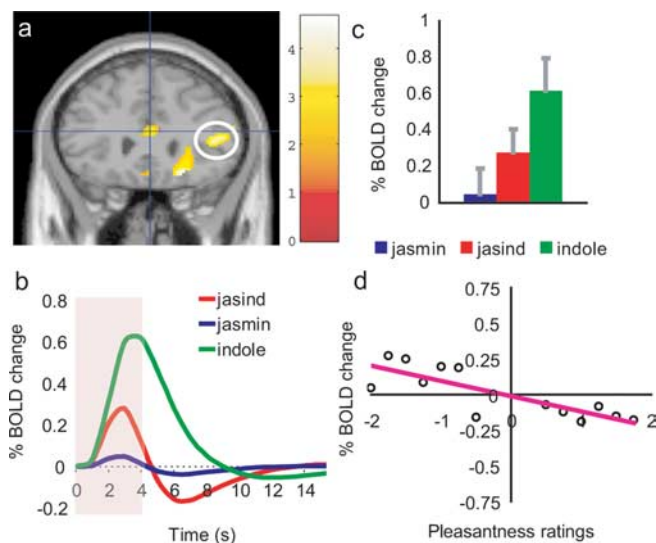 a
4
3
2
1
0
c
% BOLD change
1
0.8
0.6
0.4
0.2
0
jasmin
jasind
indole
b
% BOLD change
0.8
0.6
0.4
0.2
0
-0.2
jasind
jasmin
indole
0 2 4 6 8 10 12 14
Time (s)
d
% BOLD change
0.75
0.5
0.25
0
-0.25
-0.5
-0.75
-2 -1 0 1 2
Pleasantness ratings